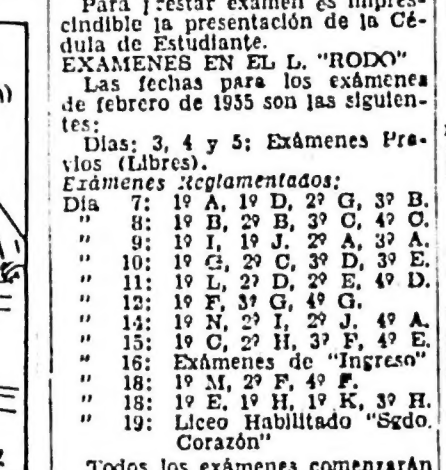 Para prestar examen es impres-
cindible la presentación de la Cé-
dula de Estudiante.
EXAMENES EN EL L. "RODO"
Las fechas para los exámenes
de febrero de 1955 son las siguien-
tes:
Días: 3, 4 y 5: Exámenes Pre-
vios (Libres).
Exámenes Reglamentados:
Día 7: 1º A, 1º D, 2º G, 3º B.
" 8: 1º B, 2º B, 3º C, 4º C.
" 9: 1º I, 1º J. 2º A, 3º A.
" 10: 1º G, 2º C, 3º D, 3º E.
" 11: 1º L, 2º D, 2º E, 4º D.
" 12: 1º F, 3º G, 4º G.
" 14: 1º N, 2º I, 2º J. 4º A.
" 15: 1º C, 2º H, 3º F, 4º E.
" 16: Exámenes de "Ingreso"
" 18: 1º M, 2º F, 4º F.
" 18: 1º E, 1º H, 1º K, 3º H.
" 19: Liceo Habilitado "Sgdo.
Corazón"
Todos los exámenes comenzarán